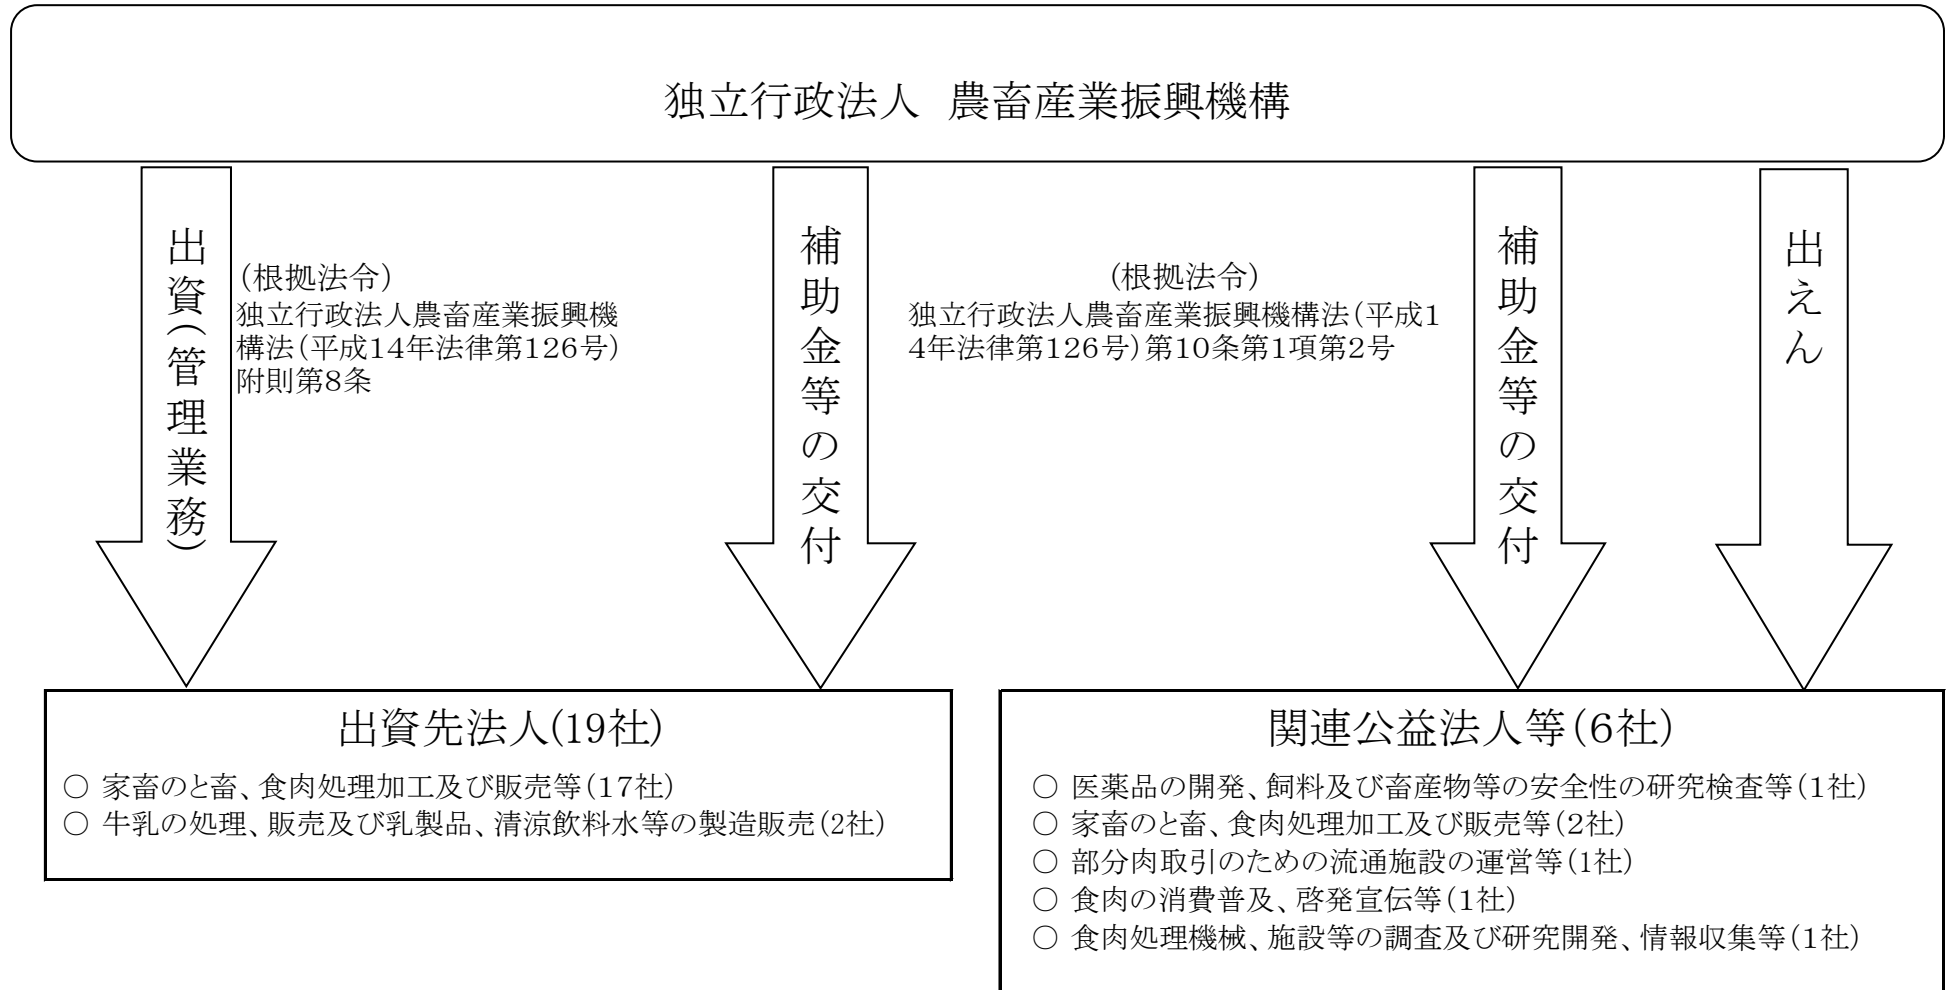 独立行政法人 農畜産業振興機構
出資(管理業務)
(根拠法令)
独立行政法人農畜産業振興機
構法(平成14年法律第126号)
附則第8条
補助金等の交付
(根拠法令)
独立行政法人農畜産業振興機構法(平成1
4年法律第126号)第10条第1項第2号
補助金等の交付
出えん
出資先法人(19社)
○ 家畜のと畜、食肉処理加工及び販売等(17社)
○ 牛乳の処理、販売及び乳製品、清涼飲料水等の製造販売(2社)
関連公益法人等(6社)
○ 医薬品の開発、飼料及び畜産物等の安全性の研究検査等(1社)
○ 家畜のと畜、食肉処理加工及び販売等(2社)
○ 部分肉取引のための流通施設の運営等(1社)
○ 食肉の消費普及、啓発宣伝等(1社)
○ 食肉処理機械、施設等の調査及び研究開発、情報収集等(1社)